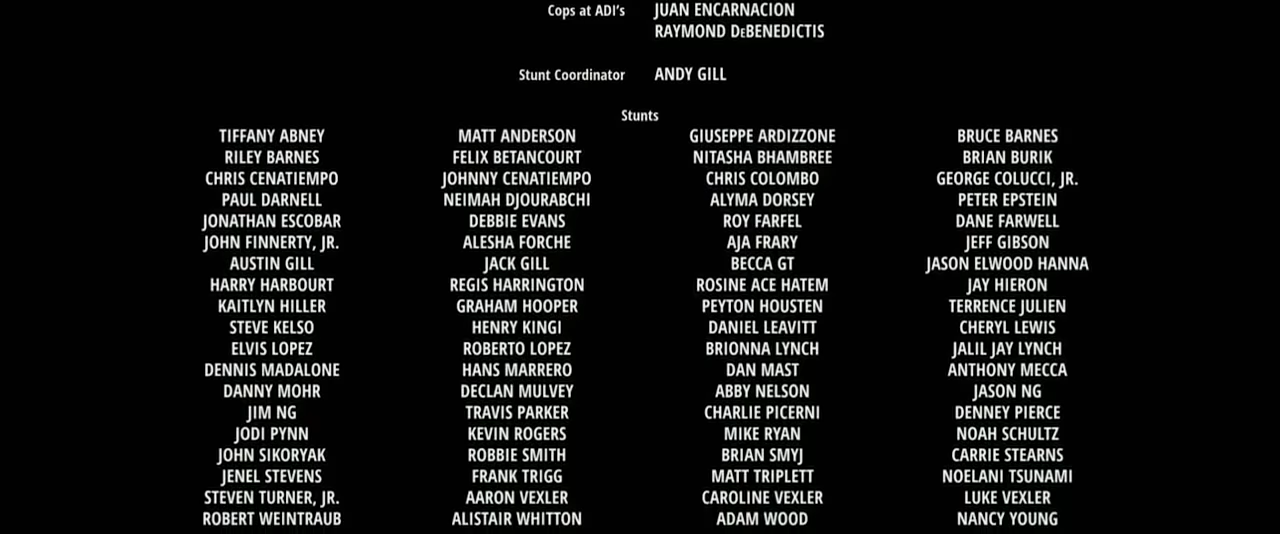 Cops at ADI's JUAN ENCARNACION
RAYMOND DeBENEDICTIS
Stunt Coordinator ANDY GILL
Stunts
TIFFANY ABNEY MATT ANDERSON GIUSEPPE ARDIZZONE BRUCE BARNES
RILEY BARNES FELIX BETANCOURT NITASHA BHAMBREE BRIAN BURIK
CHRIS CENATIEMPO JOHNNY CENATIEMPO CHRIS COLOMBO GEORGE COLUCCI, JR.
PAUL DARNELL NEIMAH DJOURABCHI ALYMA DORSEY PETER EPSTEIN
JONATHAN ESCOBAR DEBBIE EVANS ROY FARFEL DANE FARWELL
JOHN FINNERTY, JR. ALESHA FORCHE AJA FRARY JEFF GIBSON
AUSTIN GILL JACK GILL BECCA GT JASON ELWOOD HANNA
HARRY HARBOURT REGIS HARRINGTON ROSINE ACE HATEM JAY HIERON
KAITLYN HILLER GRAHAM HOOPER PEYTON HOUSTEN TERRENCE JULIEN
STEVE KELSO HENRY KINGI DANIEL LEAVITT CHERYL LEWIS
ELVIS LOPEZ ROBERTO LOPEZ BRIONNA LYNCH JALIL JAY LYNCH
DENNIS MADALONE HANS MARRERO DAN MAST ANTHONY MECCA
DANNY MOHR DECLAN MULVEY ABBY NELSON JASON NG
JIM NG TRAVIS PARKER CHARLIE PICERNI DENNEY PIERCE
JODI PYNN KEVIN ROGERS MIKE RYAN NOAH SCHULTZ
JOHN SIKORYAK ROBBIE SMITH BRIAN SMYJ CARRIE STEARNS
JENEL STEVENS FRANK TRIGG MATT TRIPLETT NOELANI TSUNAMI
STEVEN TURNER, JR. AARON VEXLER CAROLINE VEXLER LUKE VEXLER
ROBERT WEINTRAUB ALISTAIR WHITTON ADAM WOOD NANCY YOUNG